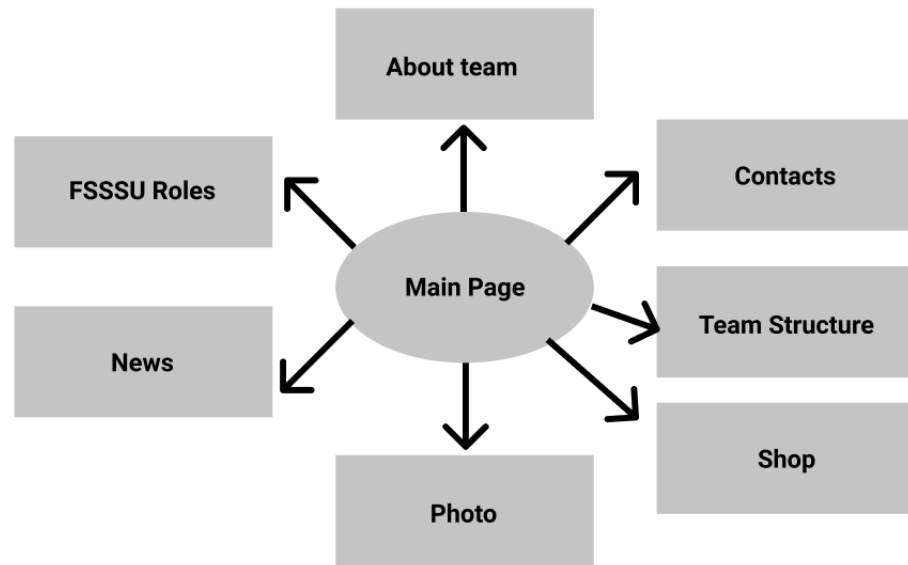 About team
FSSSU Roles
Contacts
Main Page
Team Structure
News
Shop
Photo